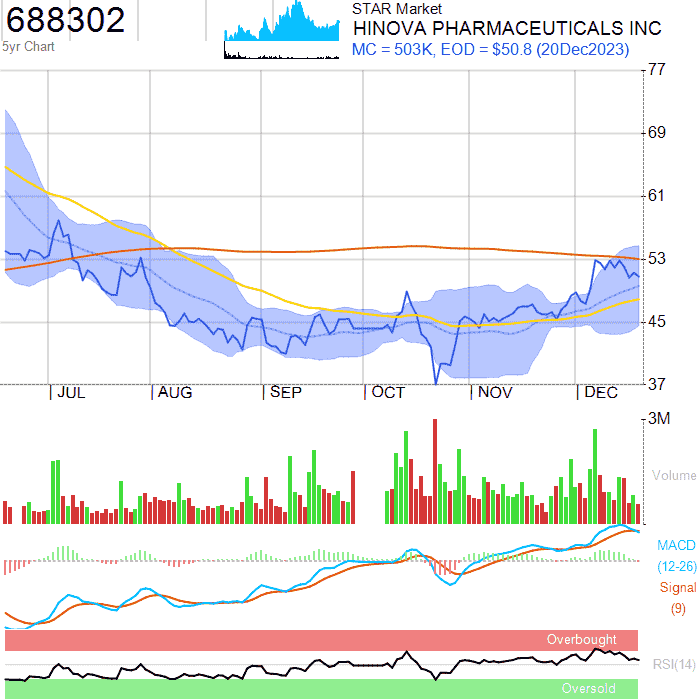 688302
5yr Chart
STAR Market
HINOVA PHARMACEUTICALS INC
MC = 503K, EOD = $50.8 (20Dec2023)
77
69
61
53
45
37
JUL AUG SEP OCT NOV DEC
3M
Volume
MACD
(12-26)
Signal
(9)
Overbought
RSI(14)
Oversold